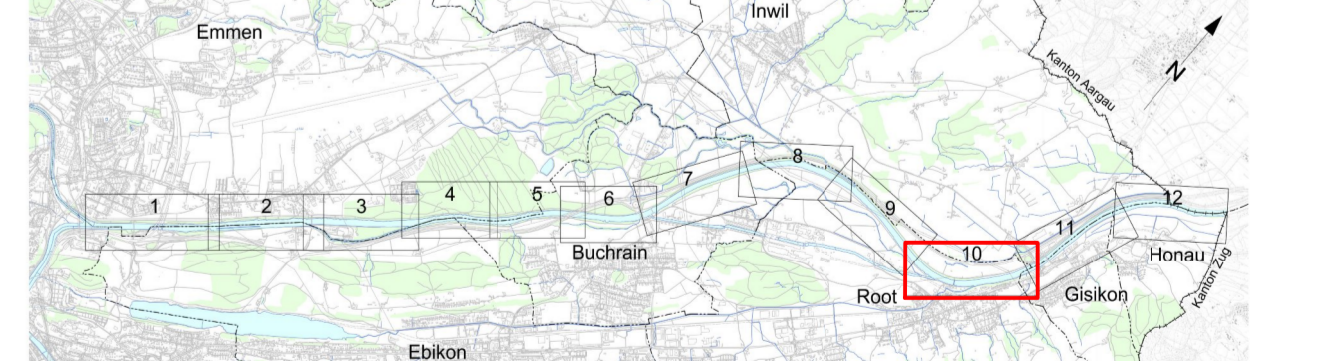 Inwil
Emmen
Kanton Aargau
N
8
7
4
5
6
1
2
3
9
12
11
10
Buchrain
Honau
Root
Gisikon
Kanton Zug
Ebikon